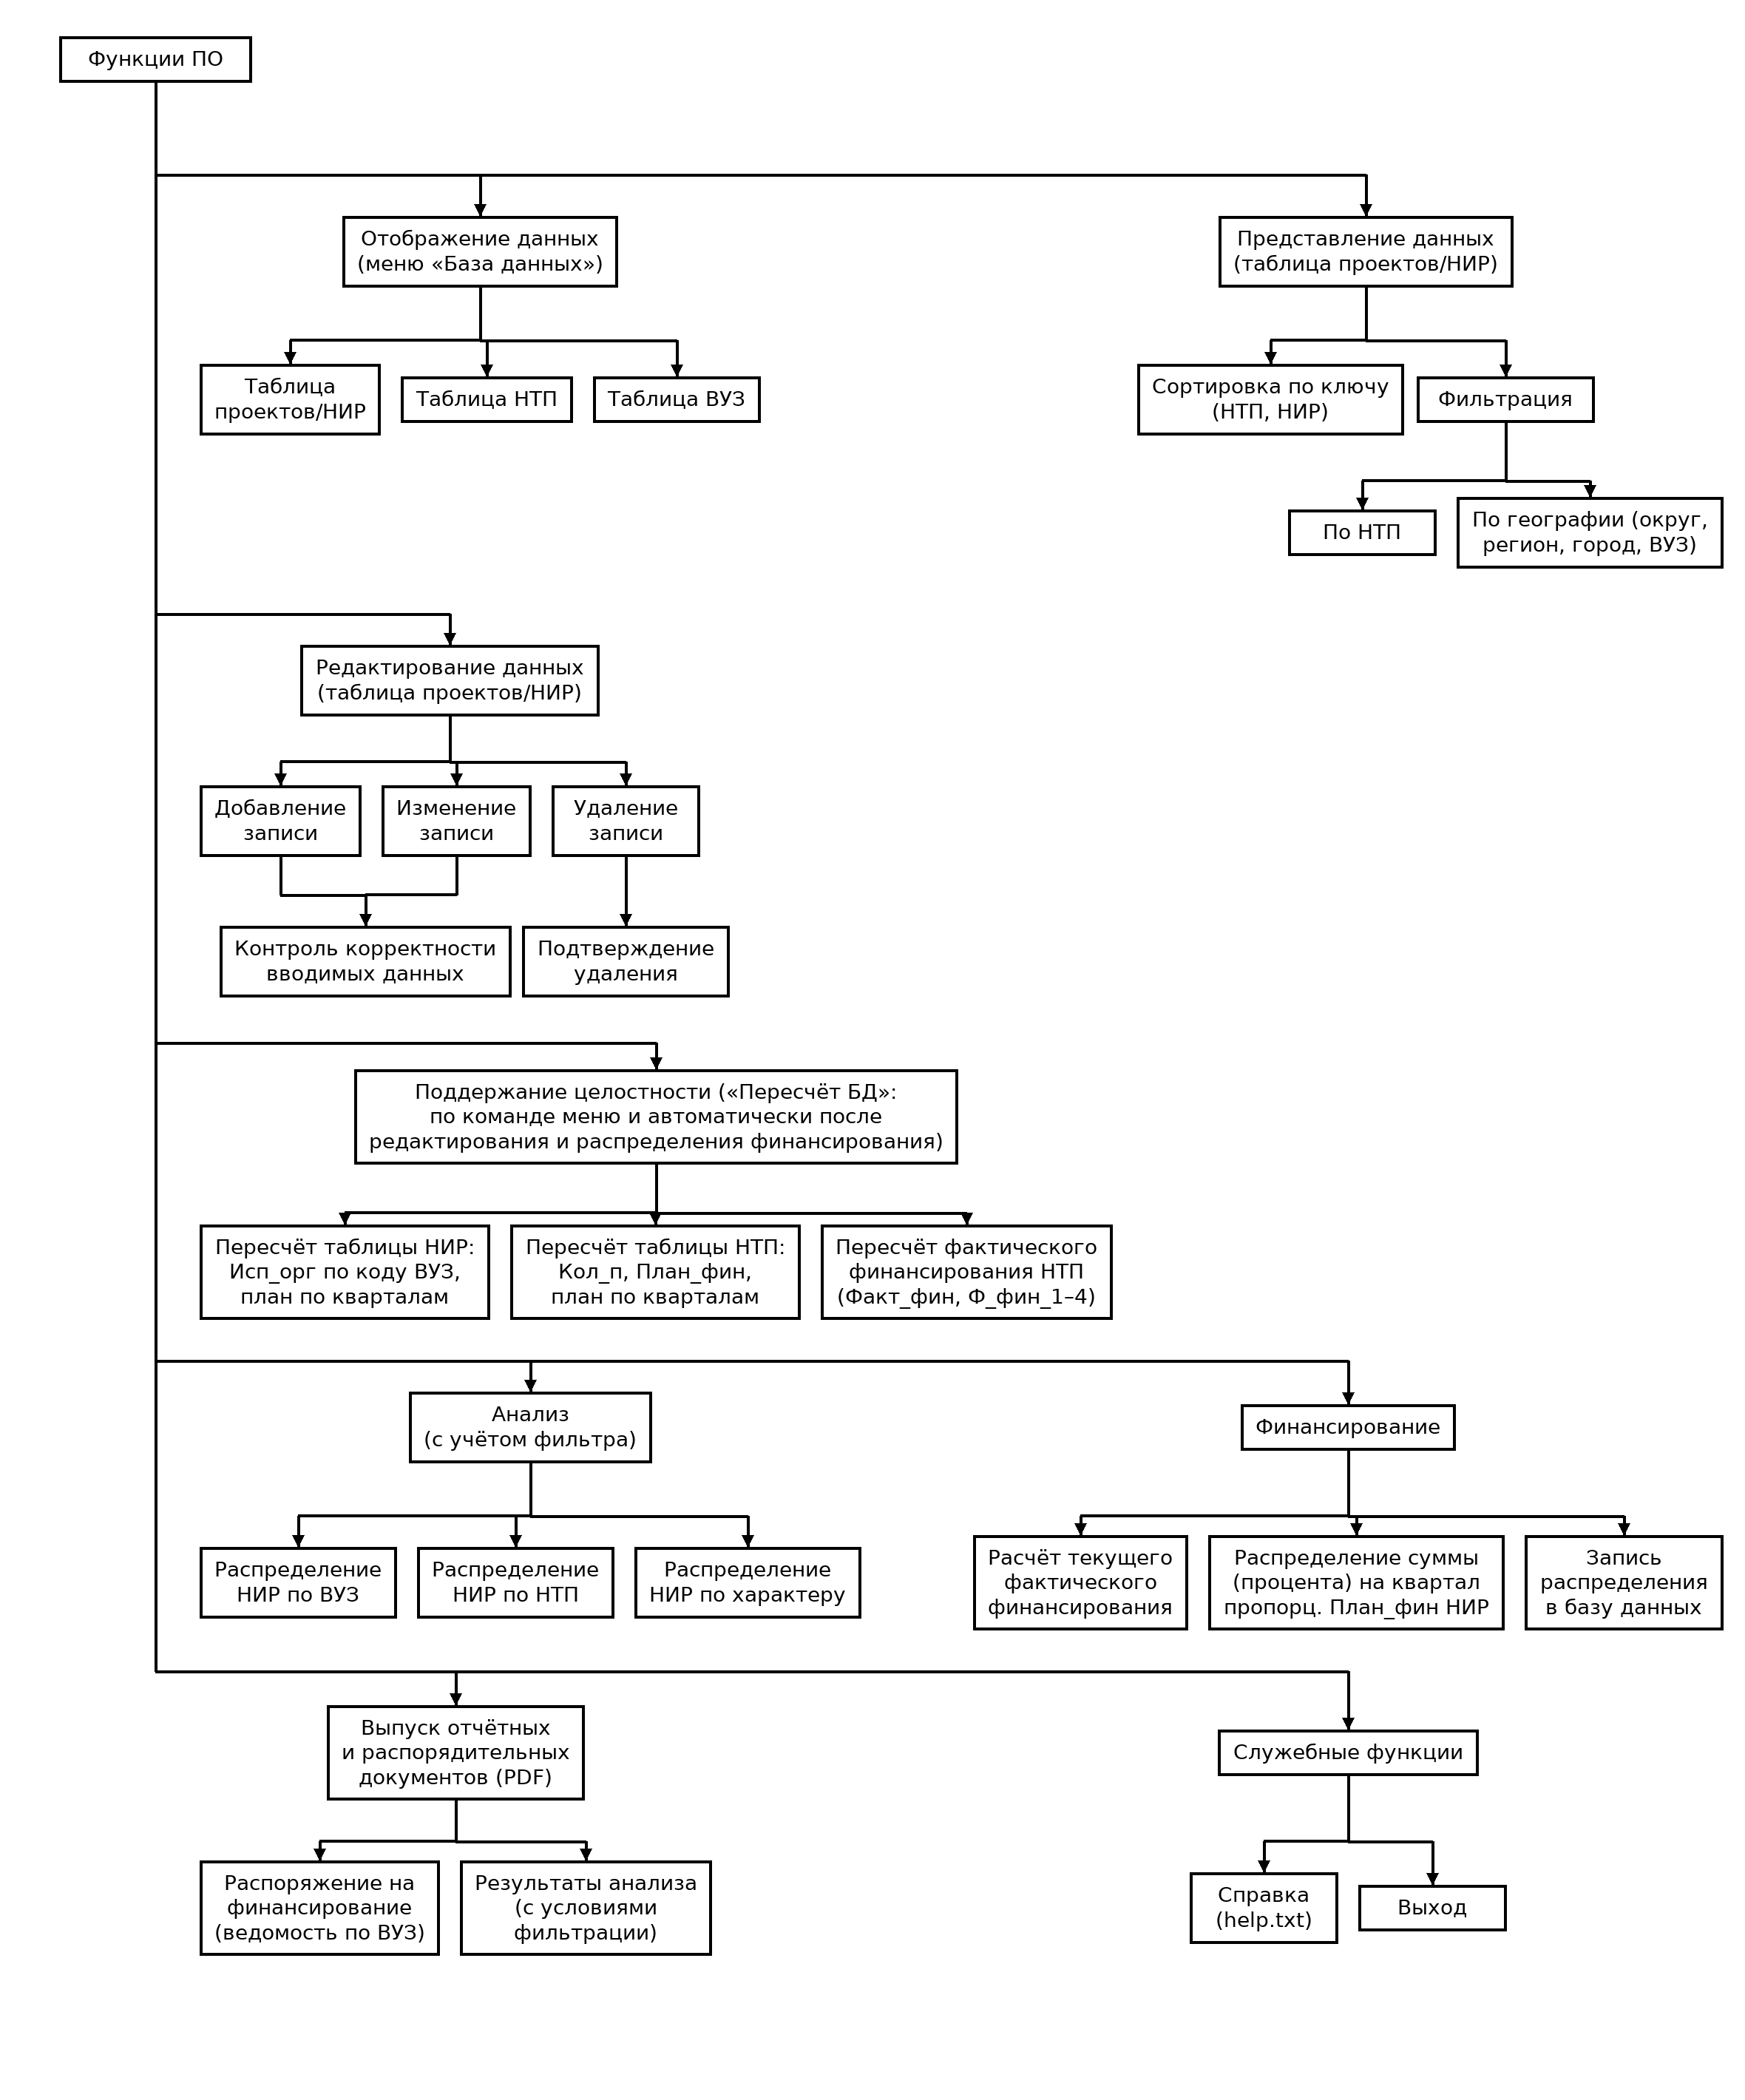 Функции ПО
Отображение данных
(меню «База данных»)
Представление данных
(таблица проектов/НИР)
Таблица
проектов/НИР
Таблица НТП
Таблица ВУЗ
Сортировка по ключу
(НТП, НИР)
Фильтрация
По НТП
По географии (округ,
регион, город, ВУЗ)
Редактирование данных
(таблица проектов/НИР)
Добавление
записи
Изменение
записи
Удаление
записи
Контроль корректности
вводимых данных
Подтверждение
удаления
Поддержание целостности («Пересчёт БД»:
по команде меню и автоматически после
редактирования и распределения финансирования)
Пересчёт таблицы НИР:
Исп_орг по коду ВУЗ,
план по кварталам
Пересчёт таблицы НТП:
Кол_п, План_фин,
план по кварталам
Пересчёт фактического
финансирования НТП
(Факт_фин, Ф_фин_1–4)
Анализ
(с учётом фильтра)
Финансирование
Распределение
НИР по ВУЗ
Распределение
НИР по НТП
Распределение
НИР по характеру
Расчёт текущего
фактического
финансирования
Распределение суммы
(процента) на квартал
пропорц. План_фин НИР
Запись
распределения
в базу данных
Выпуск отчётных
и распорядительных
документов (PDF)
Служебные функции
Распоряжение на
финансирование
(ведомость по ВУЗ)
Результаты анализа
(с условиями
фильтрации)
Справка
(help.txt)
Выход